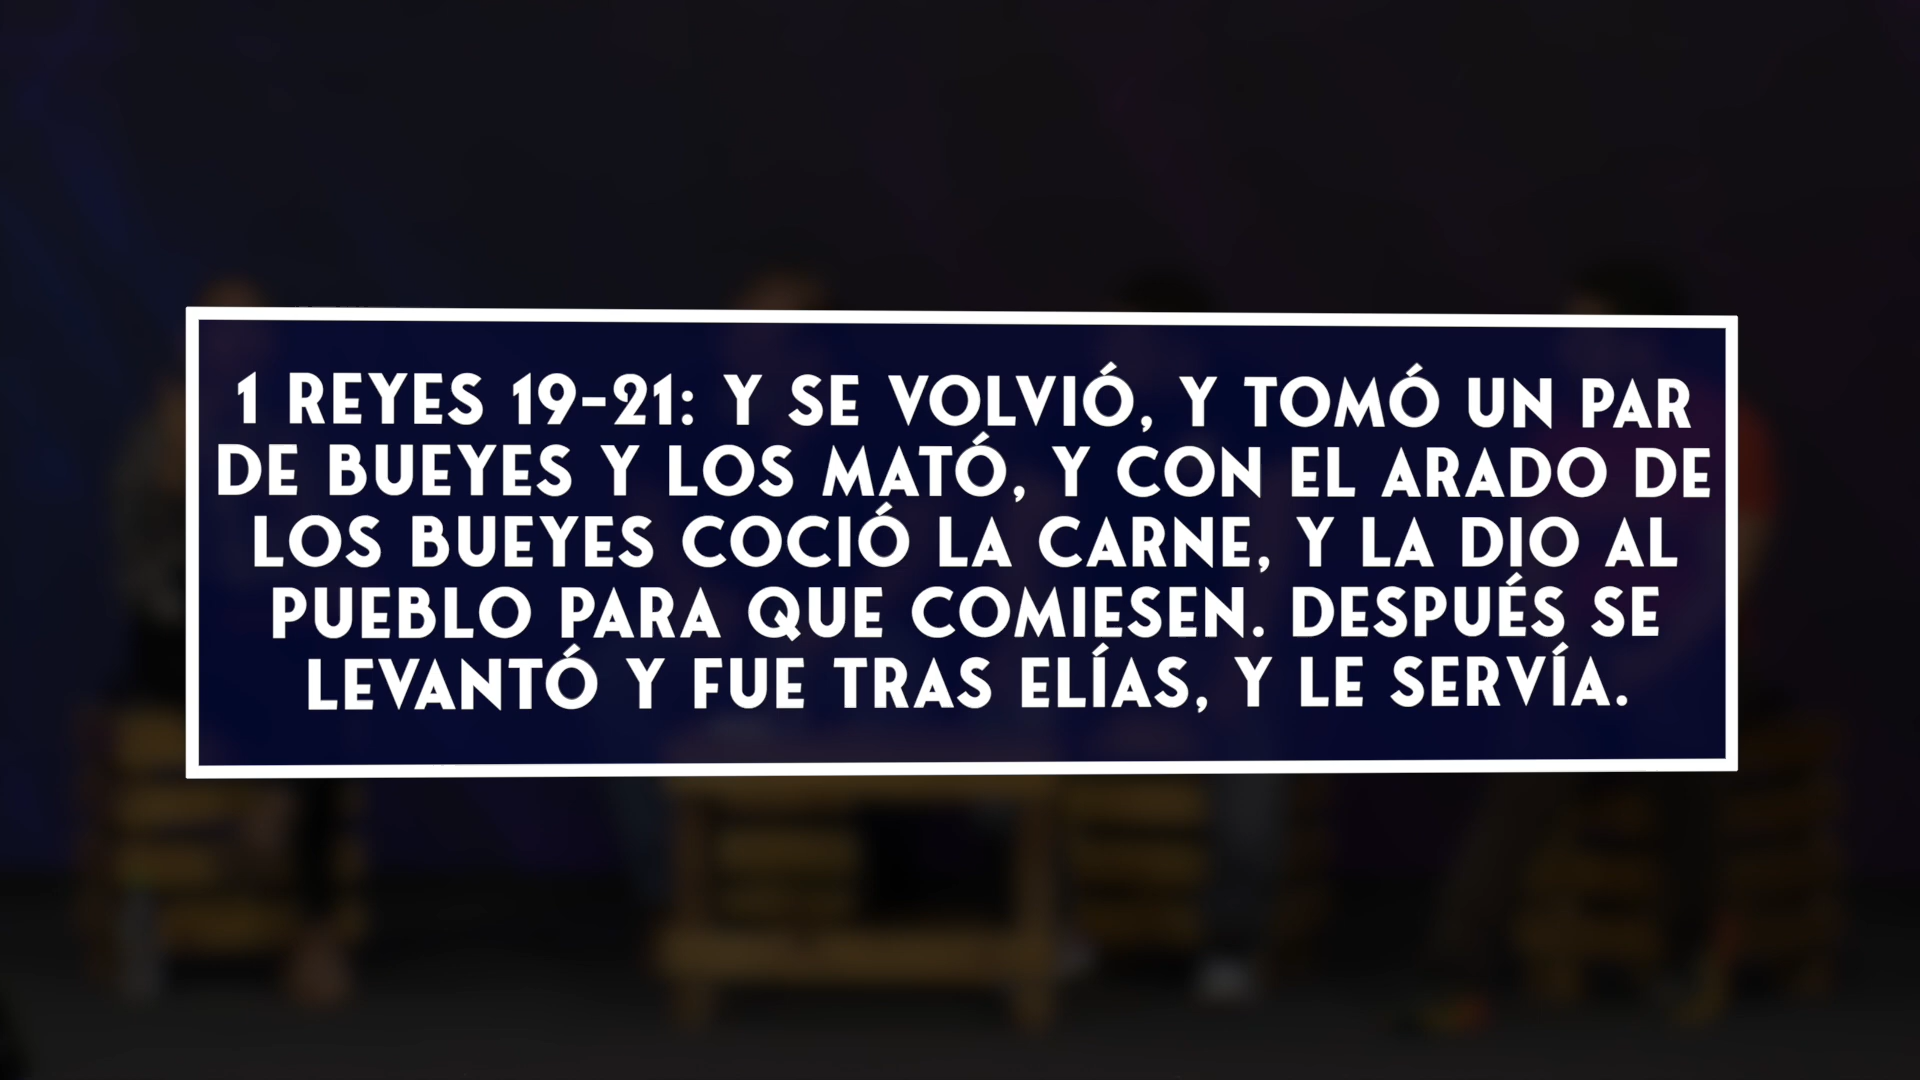 1 REYES 19-21: Y SE VOLVIÓ, Y TOMÓ UN PAR
DE BUEYES Y LOS MATÓ, Y CON EL ARADO DE
LOS BUEYES COCIÓ LA CARNE, Y LA DIO AL
PUEBLO PARA QUE COMIESEN. DESPUÉS SE
LEVANTÓ Y FUE TRAS ELÍAS, Y LE SERVÍA.